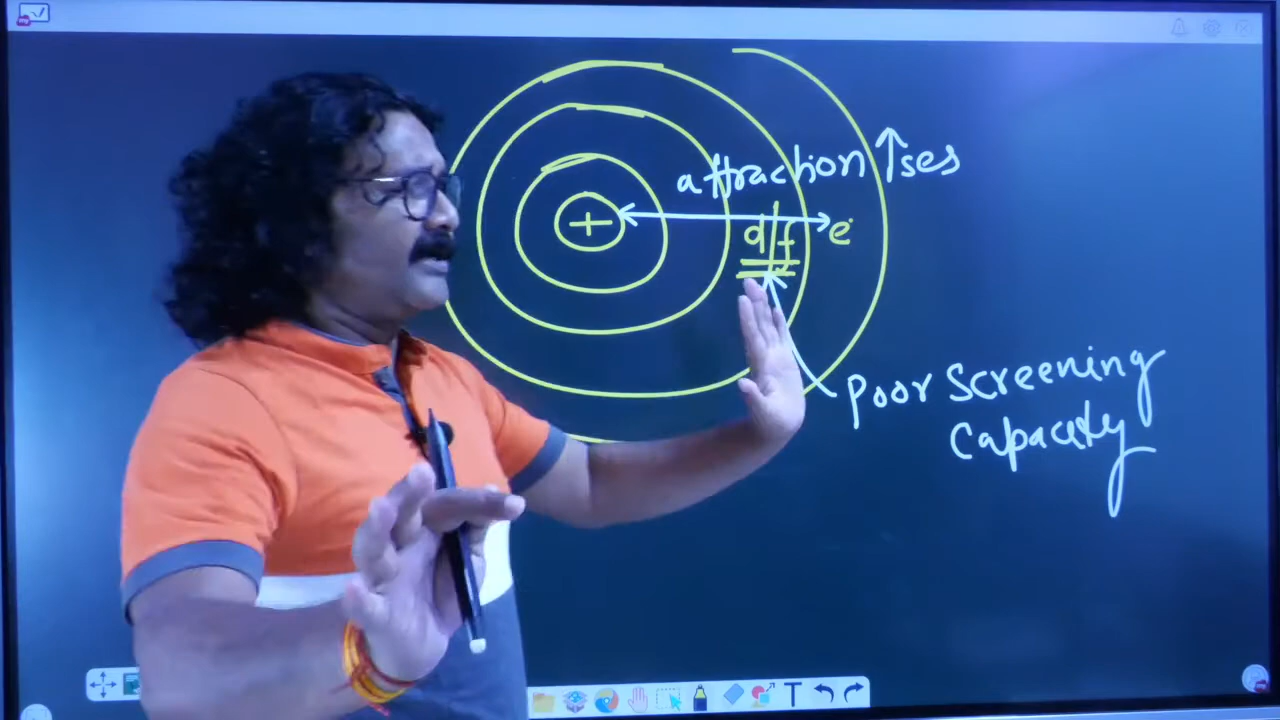 attraction ↑ses
+
d/f e⁻
Poor Screening
Capacity
T